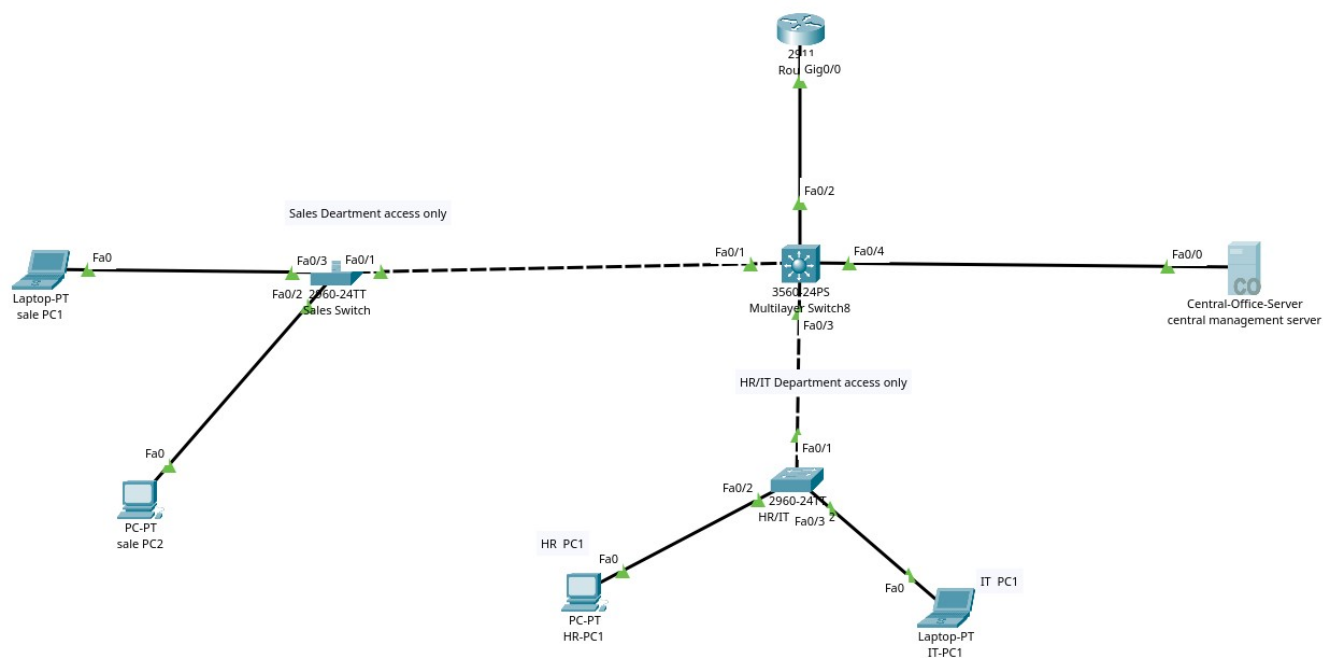 2911
Rou Gig0/0
Fa0/2
Sales Deartment access only
Fa0
Laptop-PT
sale PC1
Fa0/3
Fa0/1
Fa0/2
2960-24TT
Sales Switch
Fa0/1
Fa0/4
3560-24PS
Multilayer Switch8
Fa0/3
Fa0/0
CO
Central-Office-Server
central management server
HR/IT Department access only
Fa0/1
Fa0
PC-PT
sale PC2
Fa0/2
2960-24TT
HR/IT
Fa0/3
2
HR PC1
Fa0
PC-PT
HR-PC1
Fa0
IT PC1
Laptop-PT
IT-PC1